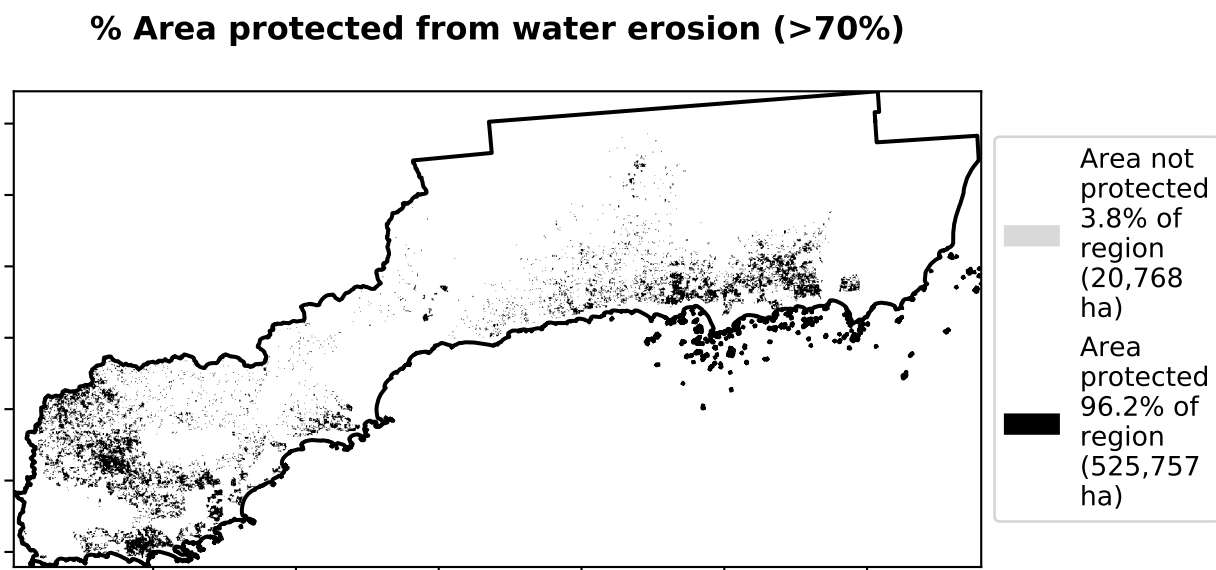 % Area protected from water erosion (>70%)
Area not
protected
3.8% of
region
(20,768
ha)
Area
protected
96.2% of
region
(525,757
ha)